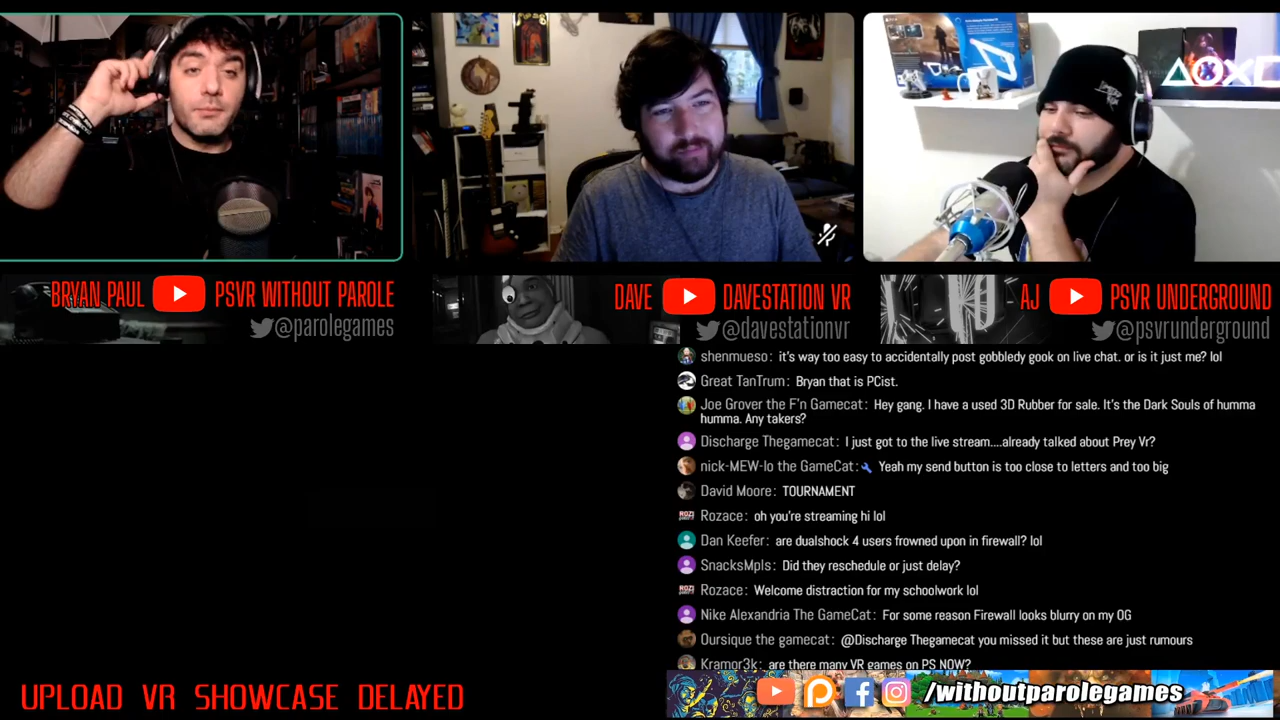 BRYAN PAUL PSVR WITHOUT PAROLE
@parolegames
DAVE DAVESTATION VR
@davestationvr
AJ PSVR UNDERGROUND
@psvrunderground
shenmueso: it's way too easy to accidentally post gobbledy gook on live chat. or is it just me? lol
Great TanTrum: Bryan that is PCist.
Joe Grover the F'n Gamecat: Hey gang. I have a used 3D Rubber for sale. It's the Dark Souls of humma
humma. Any takers?
Discharge Thegamecat: I just got to the live stream....already talked about Prey Vr?
nick-MEW-lo the GameCat: Yeah my send button is too close to letters and too big
David Moore: TOURNAMENT
Rozace: oh you're streaming hi lol
Dan Keefer: are dualshock 4 users frowned upon in firewall? lol
SnacksMpls: Did they reschedule or just delay?
Rozace: Welcome distraction for my schoolwork lol
Nike Alexandria The GameCat: For some reason Firewall looks blurry on my OG
Oursique the gamecat: @Discharge Thegamecat you missed it but these are just rumours
Kramor3k: are there many VR games on PS NOW?
UPLOAD VR SHOWCASE DELAYED
/withoutparolegames